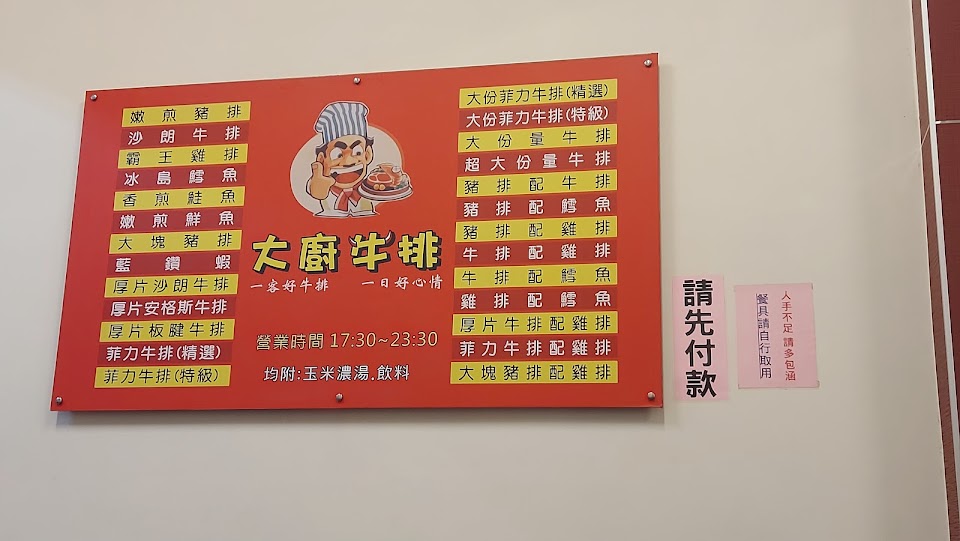 嫩煎豬排
沙朗牛排
霸王雞排
冰島鱈魚
香煎鮭魚
嫩煎鮮魚
大塊豬排
藍鑽蝦
厚片沙朗牛排
厚片安格斯牛排
厚片板腱牛排
菲力牛排(精選)
菲力牛排(特級)
大廚牛排
一客好牛排 一日好心情
營業時間 17:30~23:30
均附:玉米濃湯.飲料
大份菲力牛排(精選)
大份菲力牛排(特級)
大份量牛排
超大份量牛排
豬排配牛排
豬排配鱈魚
豬排配雞排
牛排配雞排
牛排配鱈魚
雞排配鱈魚
厚片牛排配雞排
菲力牛排配雞排
大塊豬排配雞排
請先付款
人手不足 請多包涵
餐具請自行取用